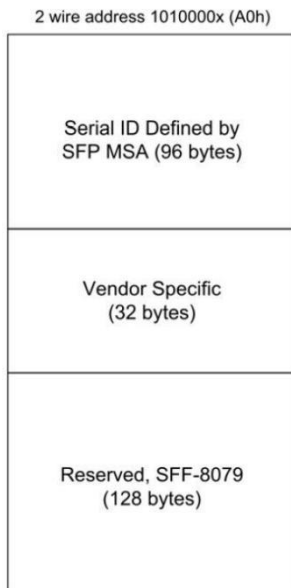 2 wire address 1010000x (A0h)
Serial ID Defined by
SFP MSA (96 bytes)
Vendor Specific
(32 bytes)
Reserved, SFF-8079
(128 bytes)